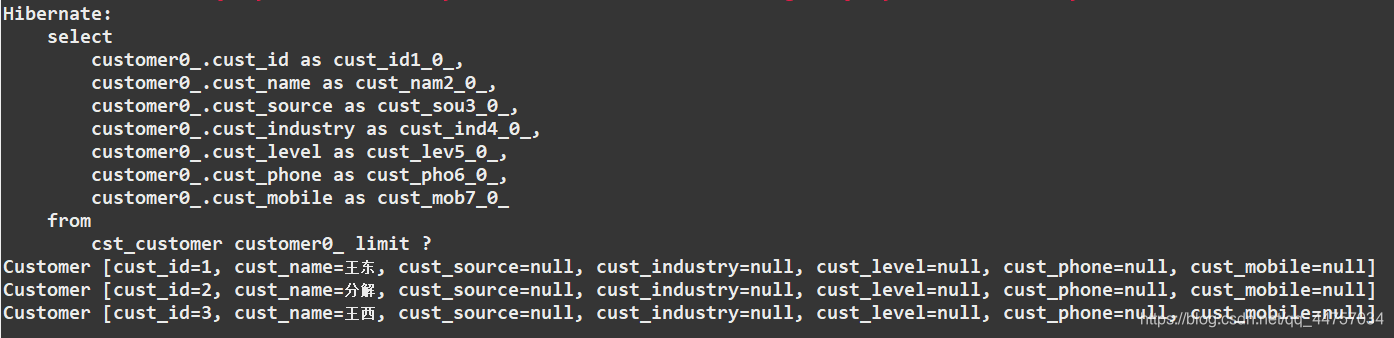 Hibernate:
    select
        customer0_.cust_id as cust_id1_0_,
        customer0_.cust_name as cust_nam2_0_,
        customer0_.cust_source as cust_sou3_0_,
        customer0_.cust_industry as cust_ind4_0_,
        customer0_.cust_level as cust_lev5_0_,
        customer0_.cust_phone as cust_pho6_0_,
        customer0_.cust_mobile as cust_mob7_0_
    from
        cst_customer customer0_ limit ?
Customer [cust_id=1, cust_name=王东, cust_source=null, cust_industry=null, cust_level=null, cust_phone=null, cust_mobile=null]
Customer [cust_id=2, cust_name=分解, cust_source=null, cust_industry=null, cust_level=null, cust_phone=null, cust_mobile=null]
Customer [cust_id=3, cust_name=王西, cust_source=null, cust_industry=null, cust_level=null, cust_phone=null, cust_mobile=null]
https://blog.csdn.net/qq_44757034